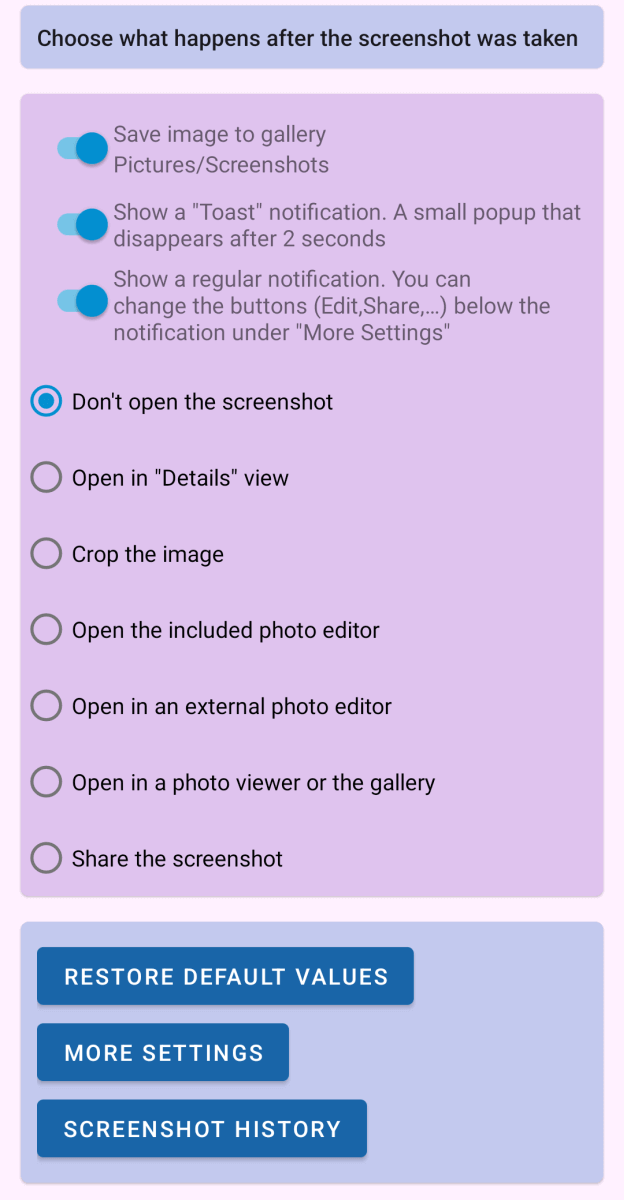 Choose what happens after the screenshot was taken
Save image to gallery
Pictures/Screenshots
Show a "Toast" notification. A small popup that
disappears after 2 seconds
Show a regular notification. You can
change the buttons (Edit,Share,…) below the
notification under "More Settings"
Don't open the screenshot
Open in "Details" view
Crop the image
Open the included photo editor
Open in an external photo editor
Open in a photo viewer or the gallery
Share the screenshot
RESTORE DEFAULT VALUES
MORE SETTINGS
SCREENSHOT HISTORY